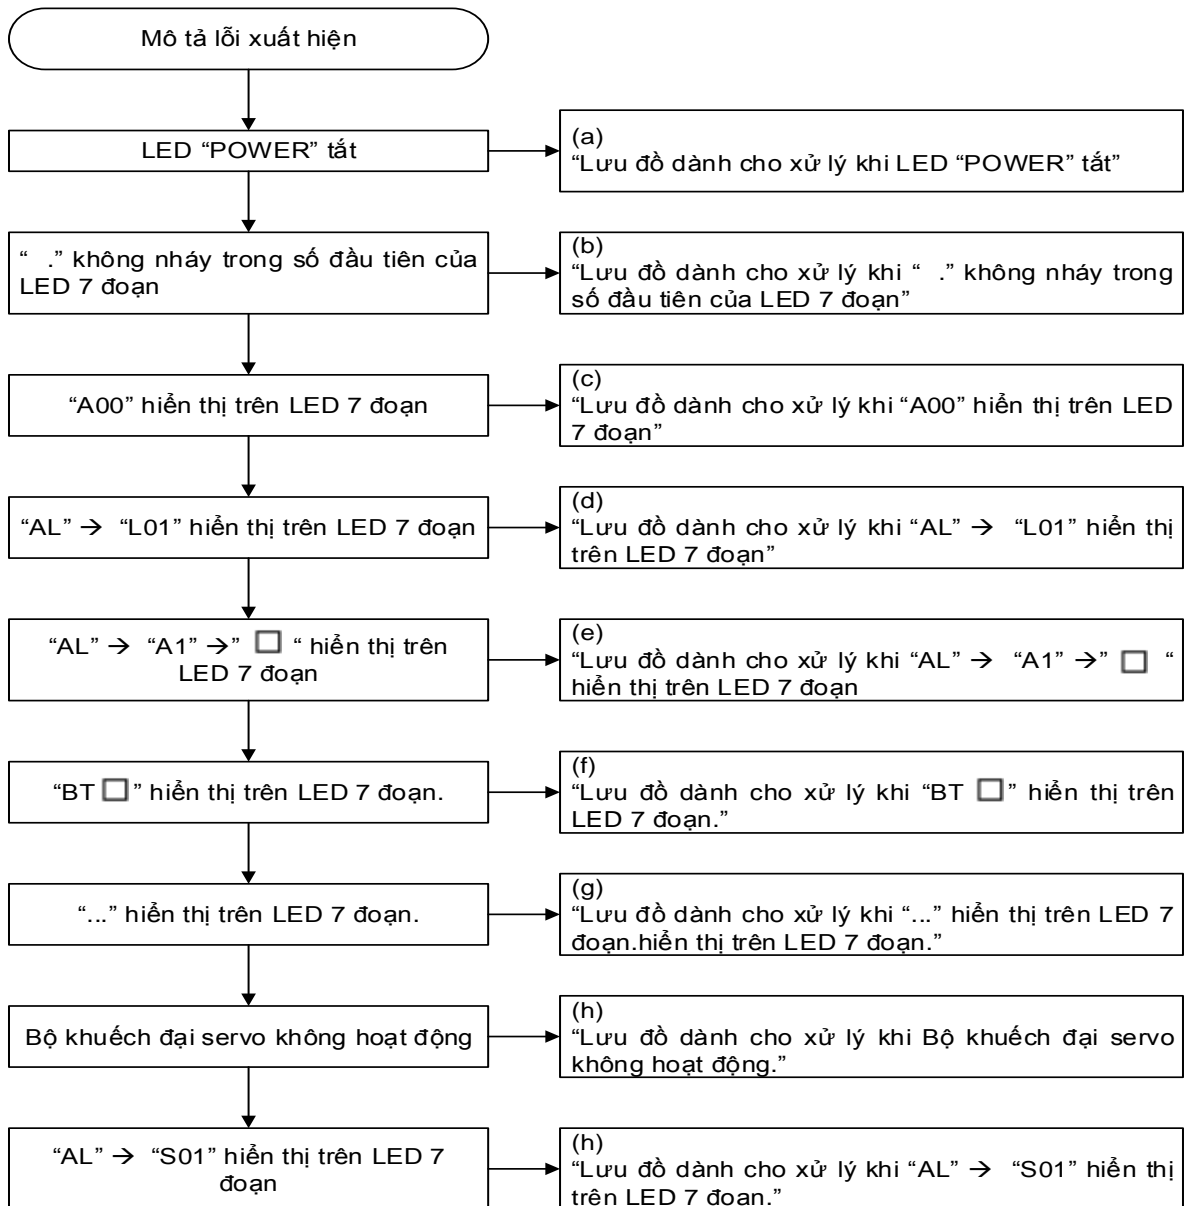 Mô tả lỗi xuất hiện
LED “POWER” tắt
(a)
“Lưu đồ dành cho xử lý khi LED “POWER” tắt”
“ .” không nháy trong số đầu tiên của
LED 7 đoạn
(b)
“Lưu đồ dành cho xử lý khi “ .” không nháy trong
số đầu tiên của LED 7 đoạn”
“A00” hiển thị trên LED 7 đoạn
(c)
“Lưu đồ dành cho xử lý khi “A00” hiển thị trên LED
7 đoạn”
“AL” → “L01” hiển thị trên LED 7 đoạn
(d)
“Lưu đồ dành cho xử lý khi “AL” → “L01” hiển thị
trên LED 7 đoạn”
“AL” → “A1” →” □ “ hiển thị trên
LED 7 đoạn
(e)
“Lưu đồ dành cho xử lý khi “AL” → “A1” →” □ “
hiển thị trên LED 7 đoạn
“BT □” hiển thị trên LED 7 đoạn.
(f)
“Lưu đồ dành cho xử lý khi “BT □” hiển thị trên
LED 7 đoạn.”
“...” hiển thị trên LED 7 đoạn.
(g)
“Lưu đồ dành cho xử lý khi “...” hiển thị trên LED 7
đoạn.hiển thị trên LED 7 đoạn.”
Bộ khuếch đại servo không hoạt động
(h)
“Lưu đồ dành cho xử lý khi Bộ khuếch đại servo
không hoạt động.”
“AL” → “S01” hiển thị trên LED 7
đoạn
(h)
“Lưu đồ dành cho xử lý khi “AL” → “S01” hiển thị
trên LED 7 đoạn.”